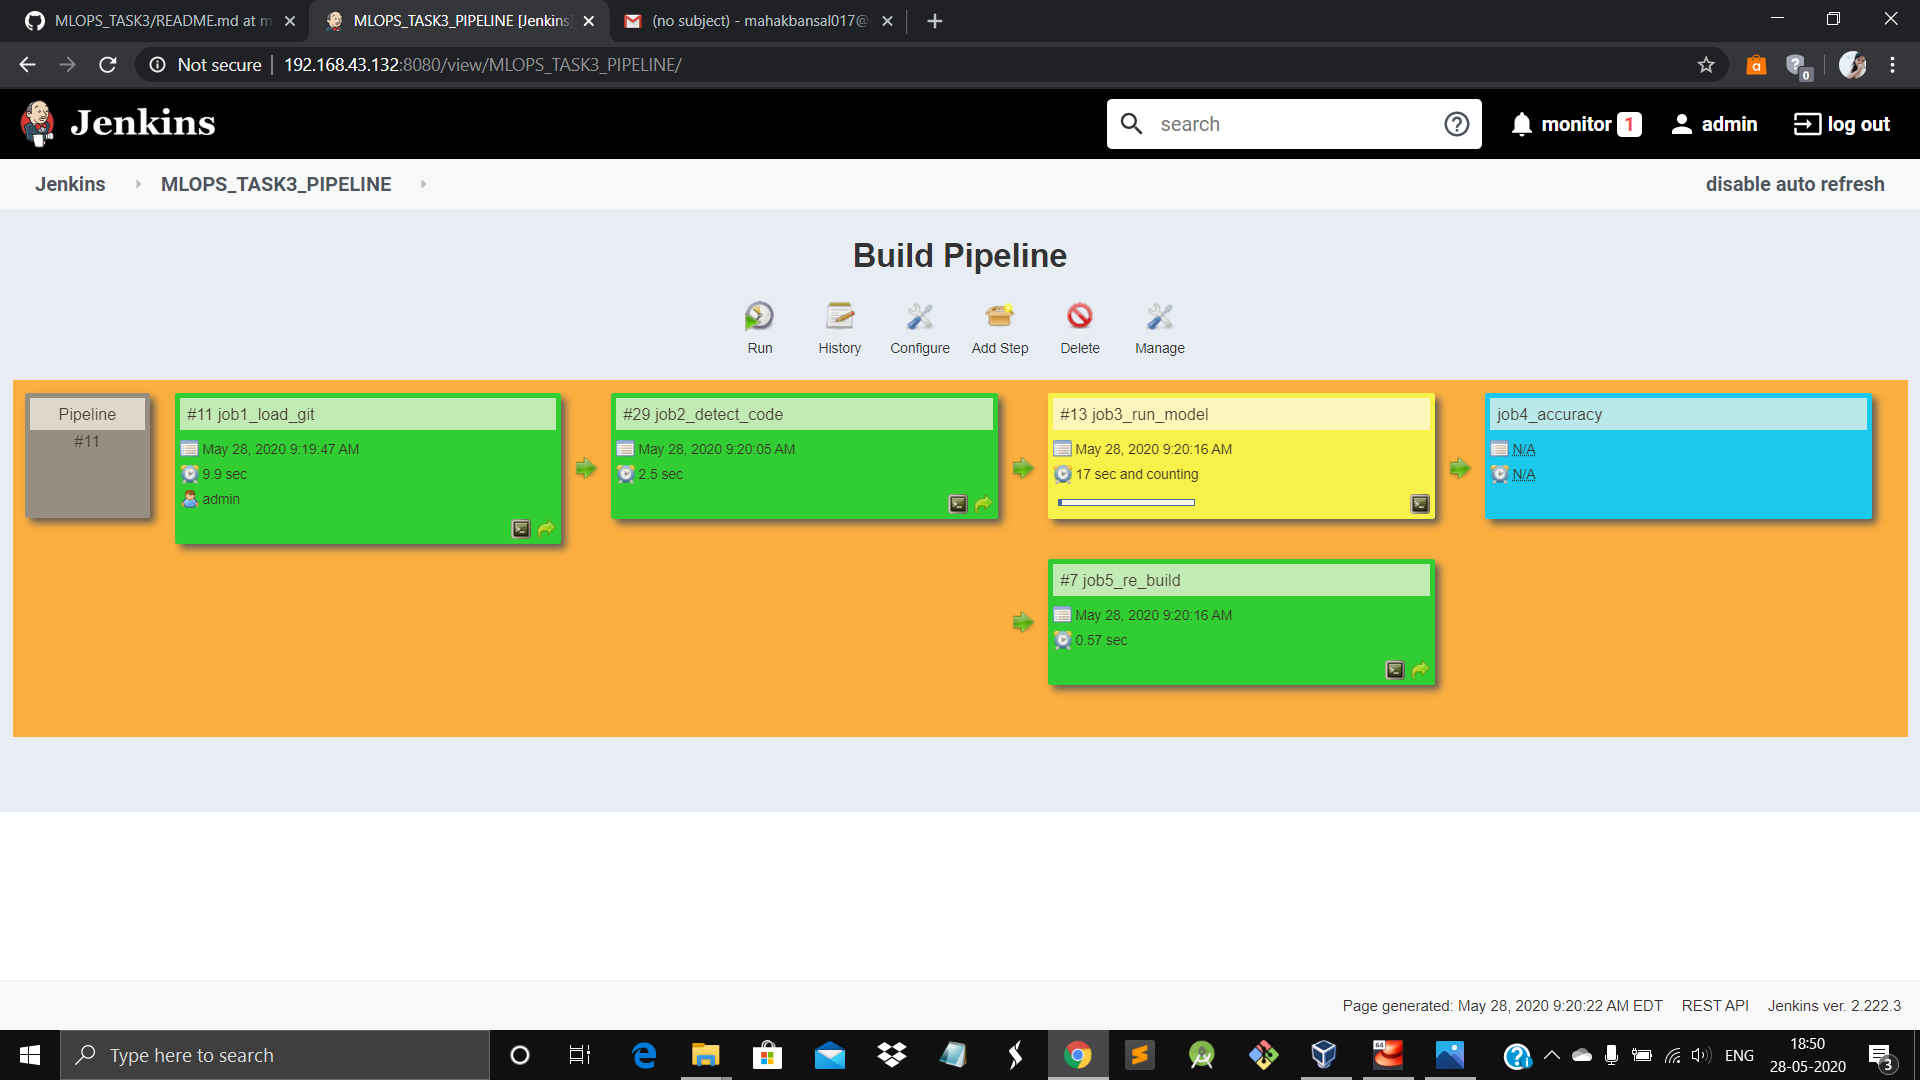 MLOPS_TASK3/README.md at m
MLOPS_TASK3_PIPELINE [Jenkins
(no subject) - mahakbansal017@
Not secure
192.168.43.132:8080/view/MLOPS_TASK3_PIPELINE/
0
Jenkins
search
monitor 1
admin
log out
Jenkins
MLOPS_TASK3_PIPELINE
disable auto refresh
Build Pipeline
Run
History
Configure
Add Step
Delete
Manage
Pipeline
#11
#11 job1_load_git
May 28, 2020 9:19:47 AM
9.9 sec
admin
#29 job2_detect_code
May 28, 2020 9:20:05 AM
2.5 sec
#13 job3_run_model
May 28, 2020 9:20:16 AM
17 sec and counting
job4_accuracy
N/A
N/A
#7 job5_re_build
May 28, 2020 9:20:16 AM
0.57 sec
Page generated: May 28, 2020 9:20:22 AM EDT
REST API
Jenkins ver. 2.222.3
Type here to search
64
ENG
18:50
28-05-2020
3